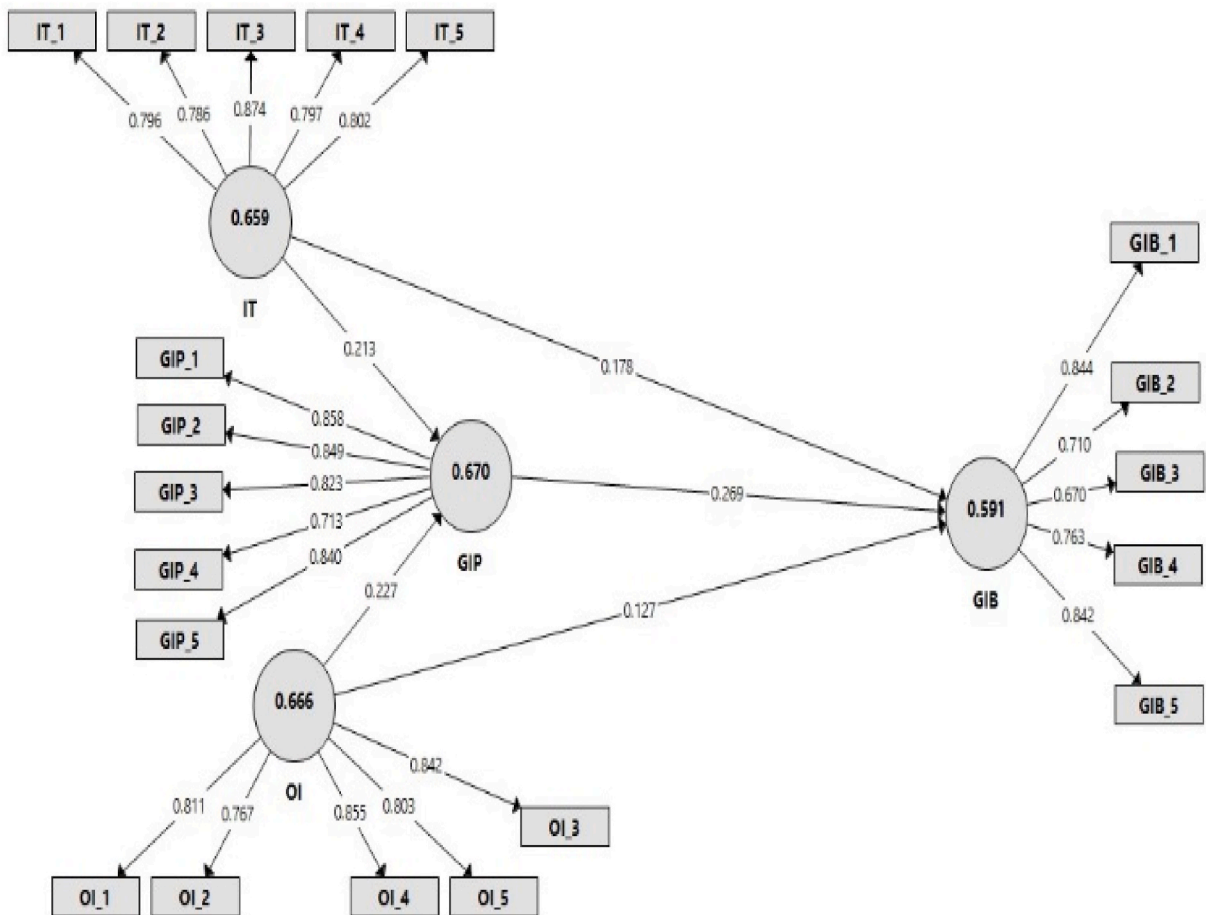 IT_1 IT_2 IT_3 IT_4 IT_5
0.796 0.786 0.874 0.797 0.802
0.659
IT
0.213
0.178
GIP_1
GIP_2
GIP_3
GIP_4
GIP_5
0.858
0.849
0.823
0.713
0.840
0.670
GIP
0.269
0.227
0.127
GIB_1
GIB_2
GIB_3
GIB_4
GIB_5
0.844
0.710
0.670
0.763
0.842
0.591
GIB
0.666
OI
0.811 0.767 0.855 0.803 0.842
OI_3
OI_1 OI_2 OI_4 OI_5